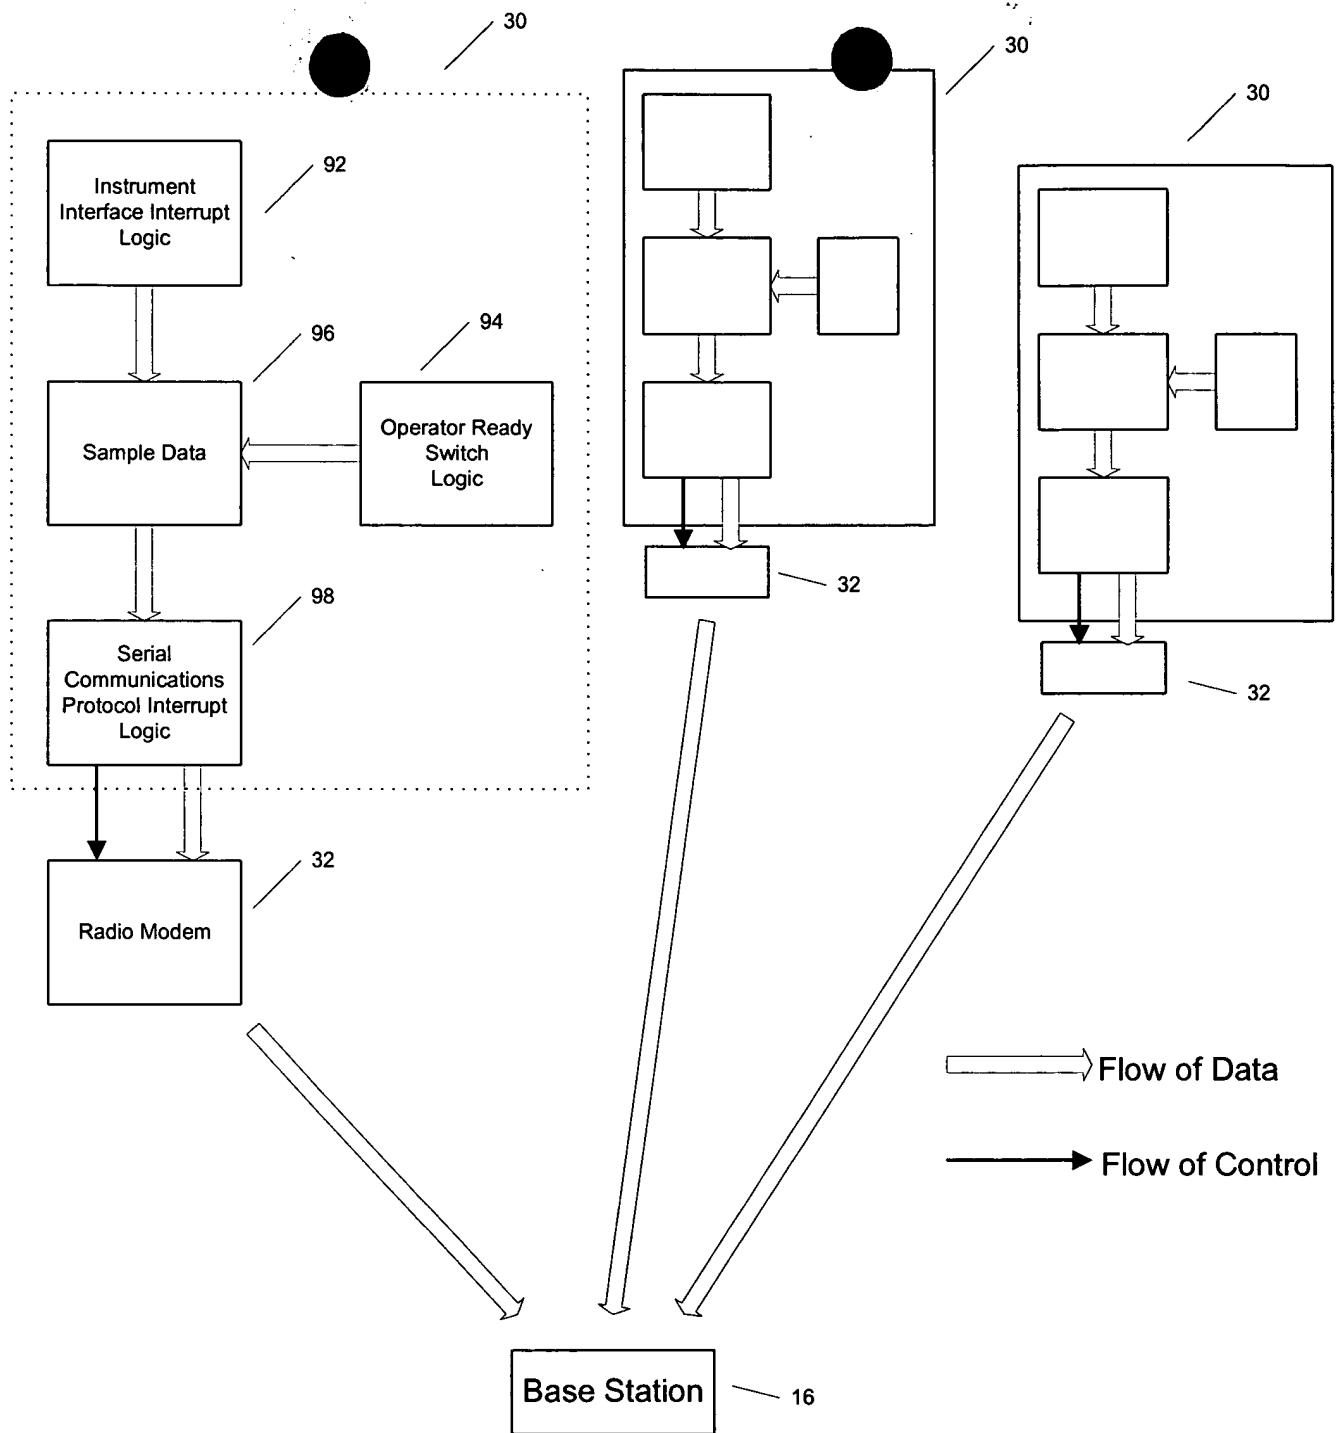 30
30
30
92
Instrument
Interface Interrupt
Logic
96
94
Sample Data
Operator Ready
Switch
Logic
32
98
Serial
Communications
Protocol Interrupt
Logic
32
32
Radio Modem
Flow of Data
Flow of Control
Base Station
16